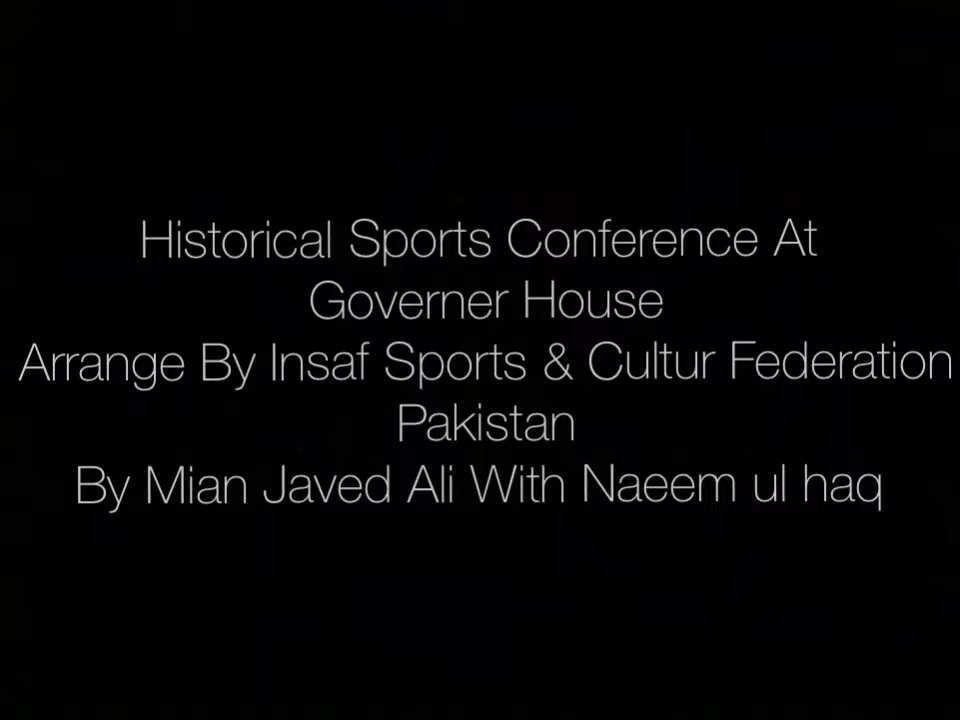 Historical Sports Conference At
Governer House
Arrange By Insaf Sports & Cultur Federation
Pakistan
By Mian Javed Ali With Naeem ul haq